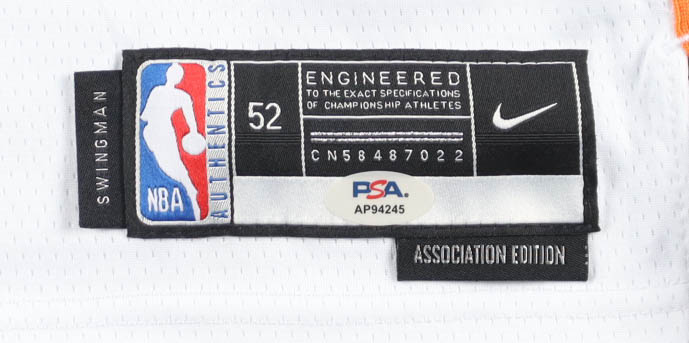 SWINGMAN
NBA
AUTHENTICS
52
ENGINEERED
TO THE EXACT SPECIFICATIONS
OF CHAMPIONSHIP ATHLETES
CN58487022
PSA.
AP94245
ASSOCIATION EDITION